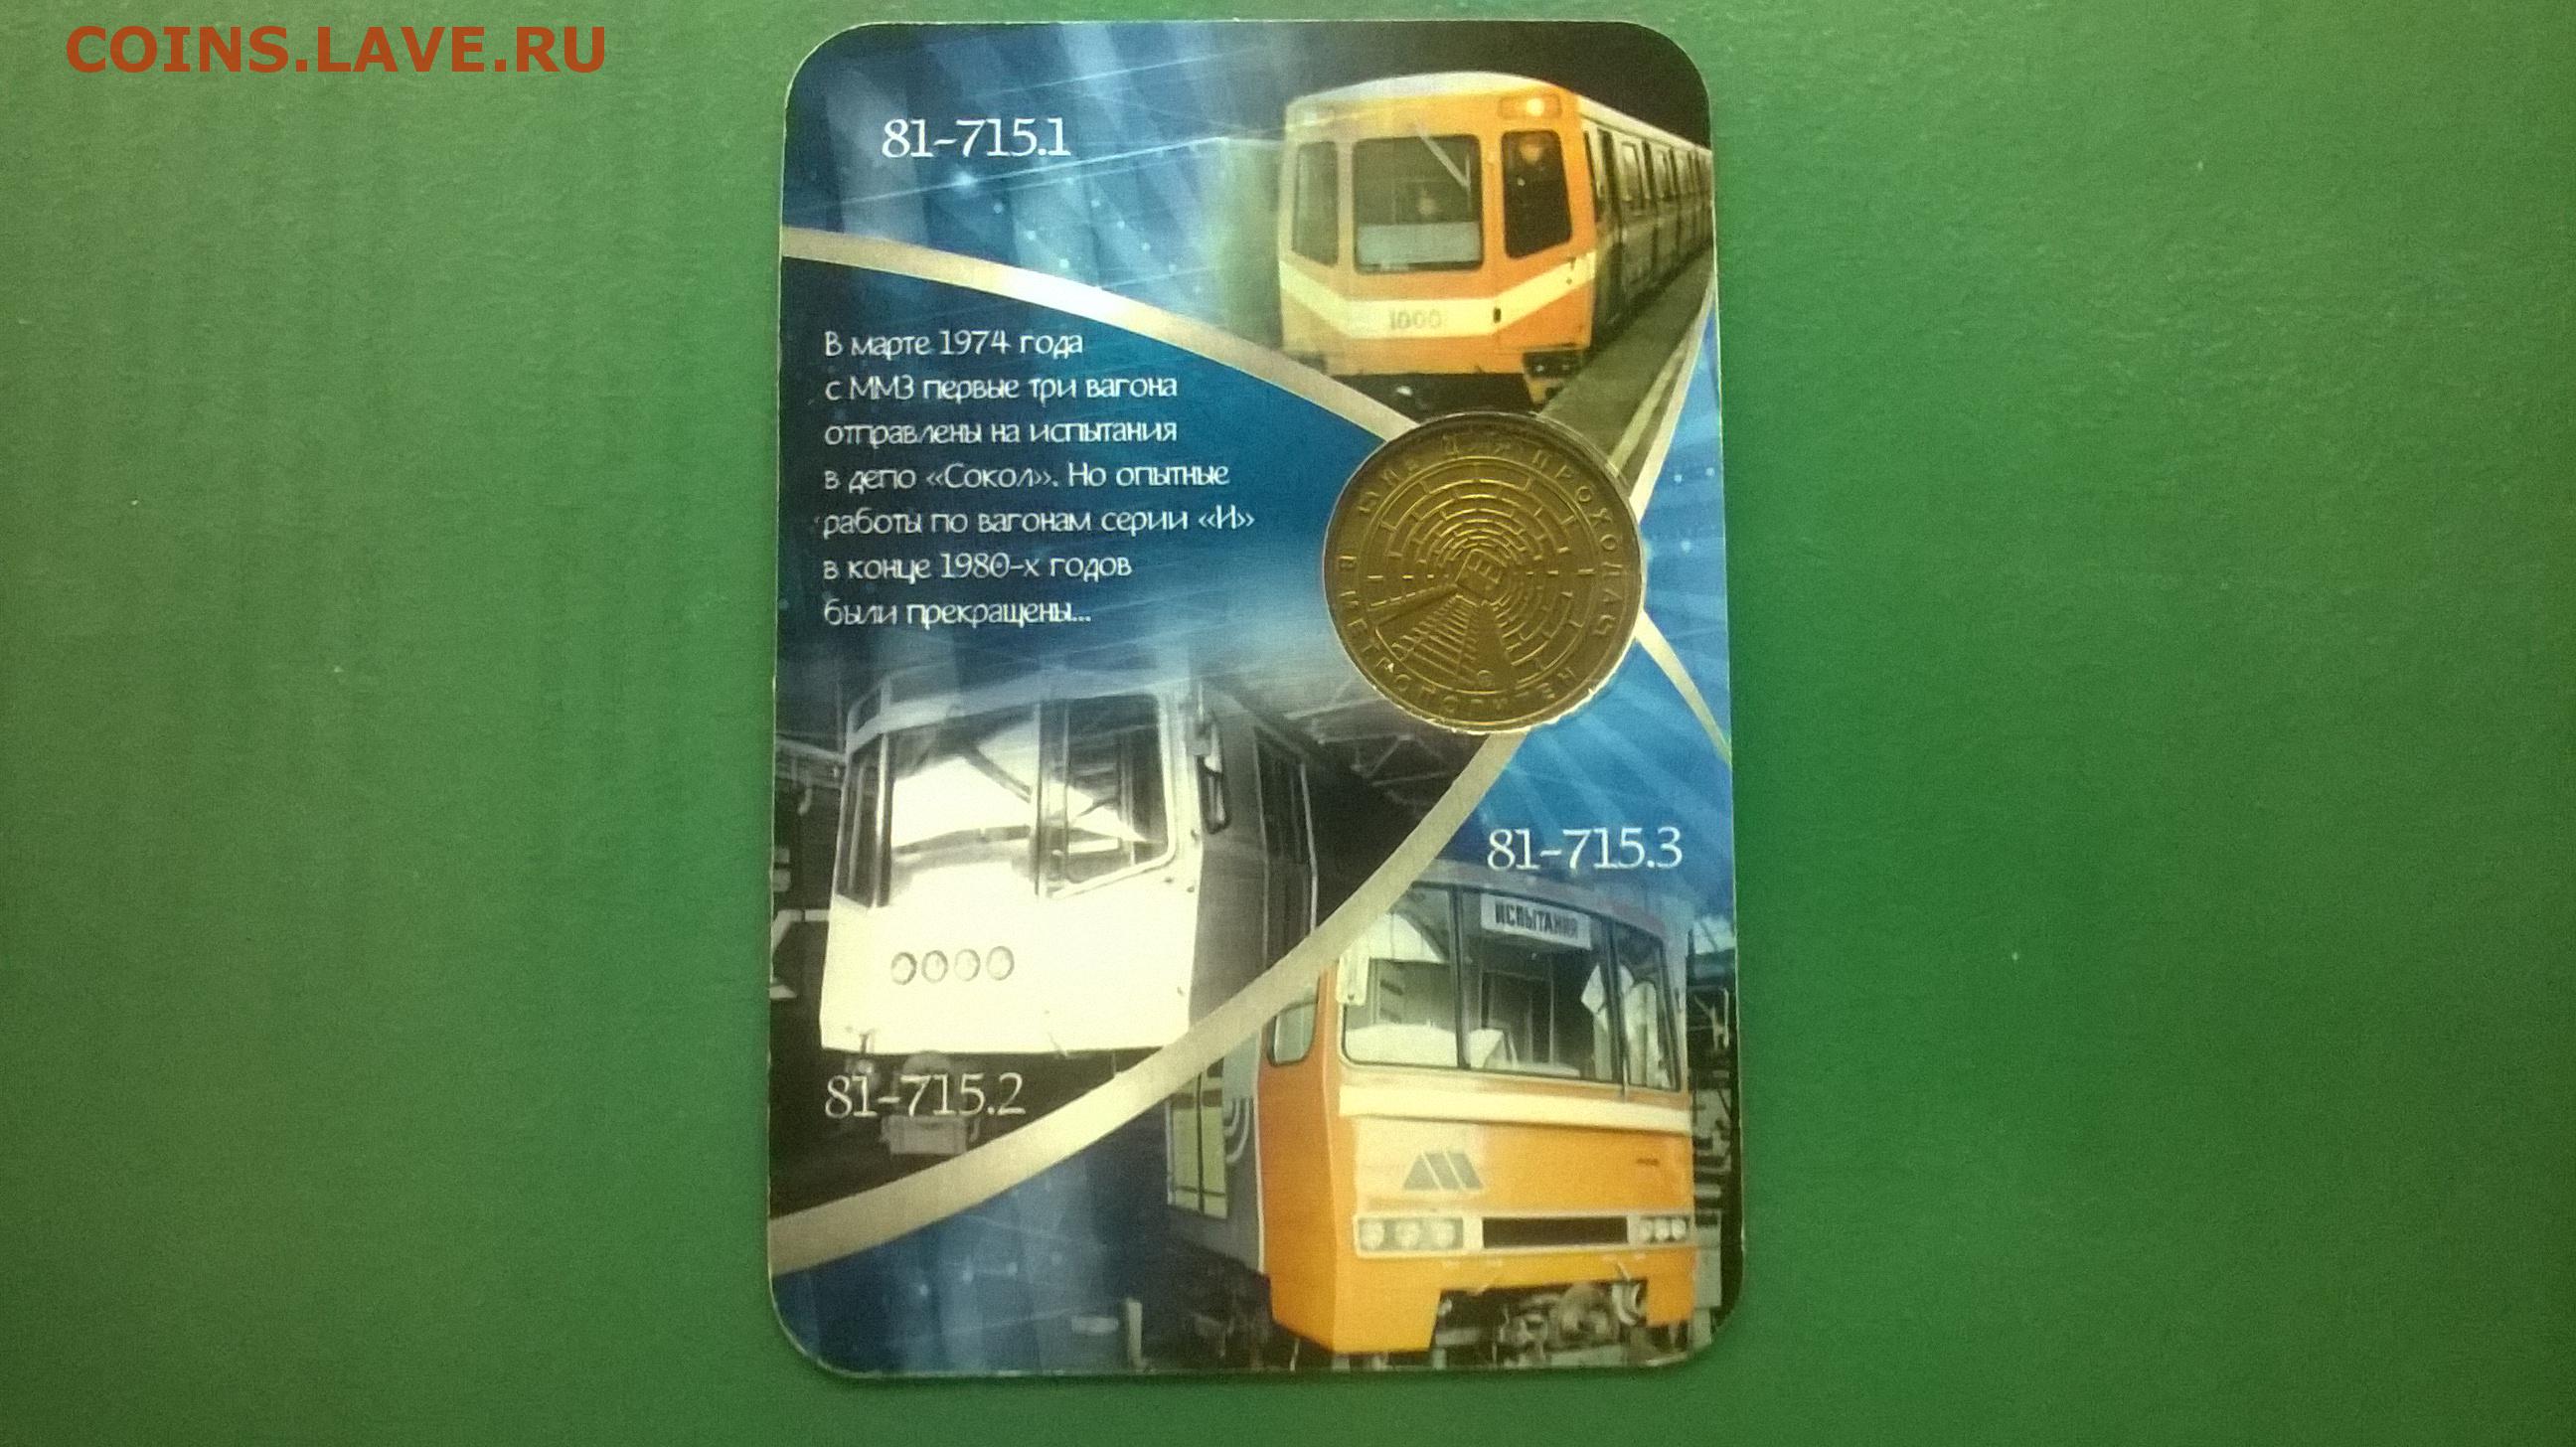 COINS.LAVE.RU
81-715.1
1000
В марте 1974 года
с ММЗ первые три вагона
отправлены на испытания
в депо «Сокол». Но опытные
работы по вагонам серии «И»
в конце 1980-х годов
были прекращены...
В МЕТРОПОЛИТЕН
81-715.3
ИСПЫТАНИЯ
81-715.2